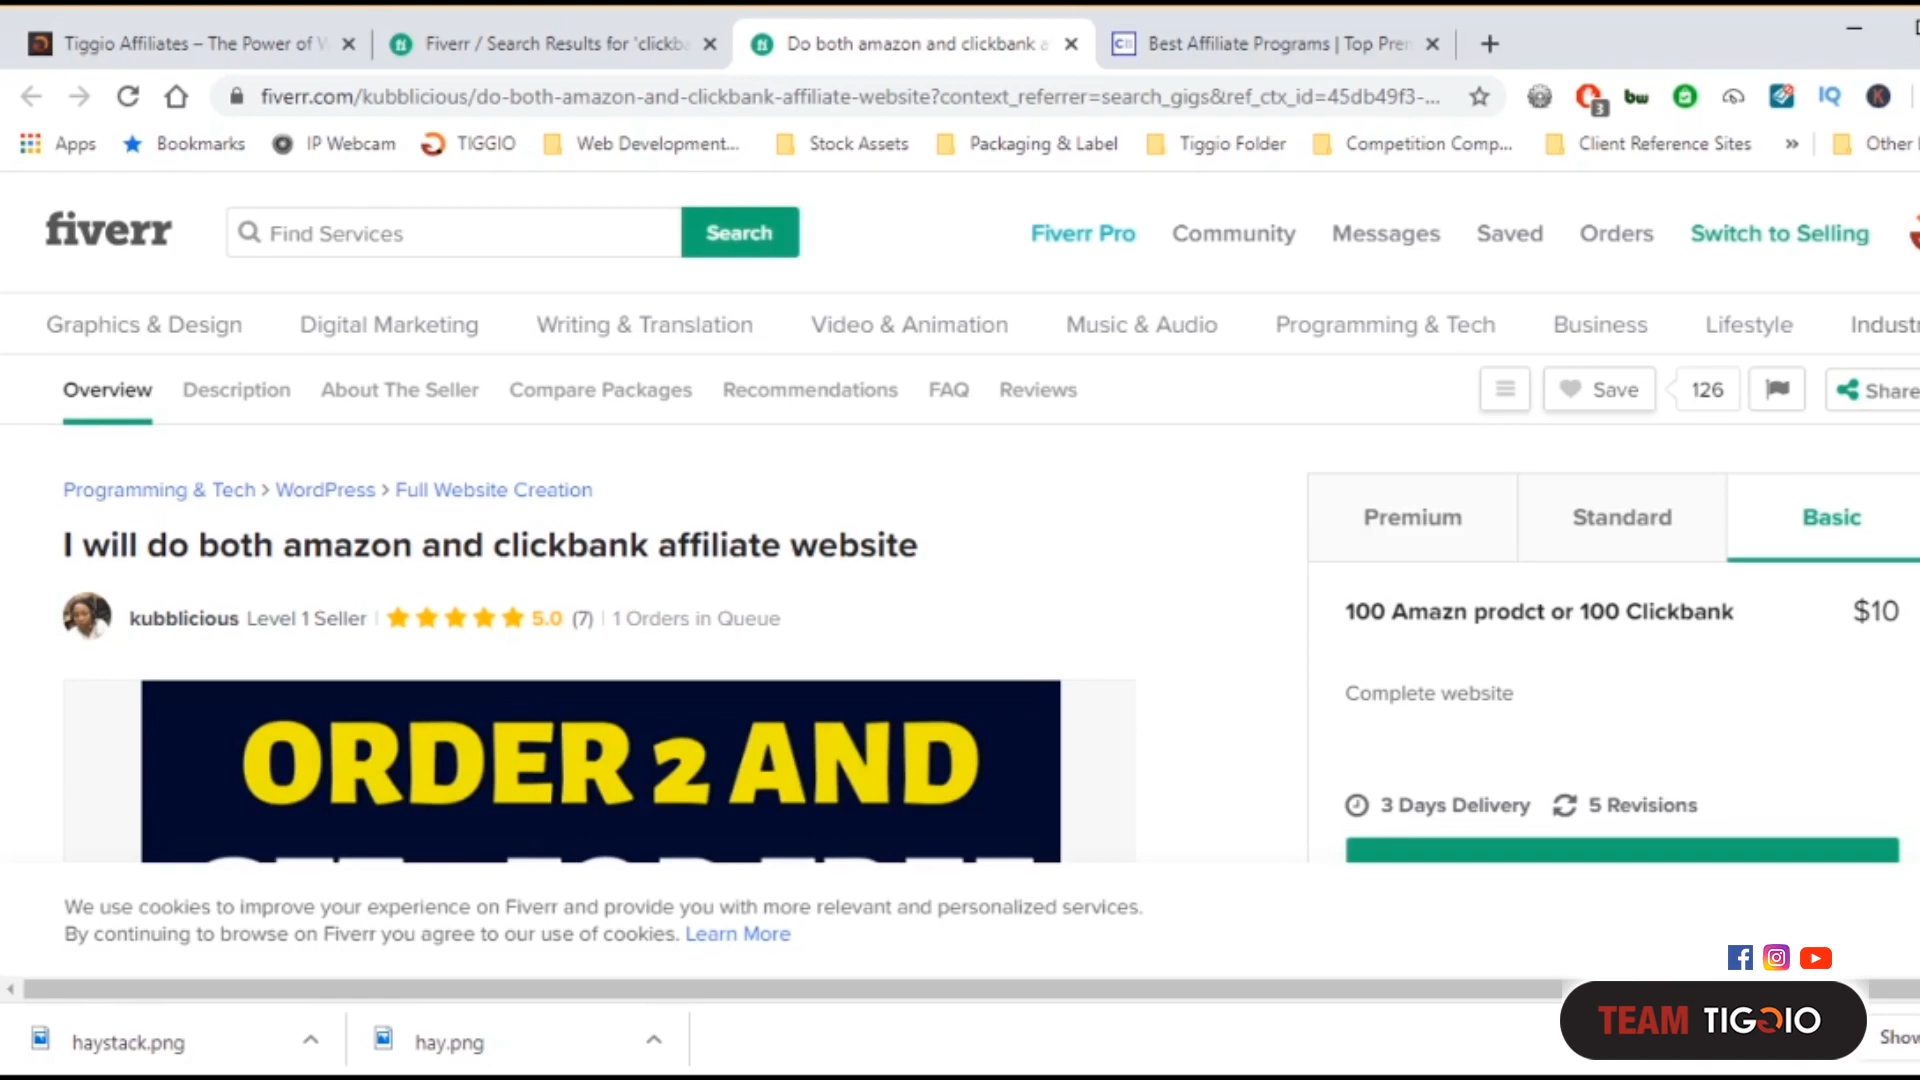 Tiggio Affiliates – The Power of
Fiverr / Search Results for 'clickb
Do both amazon and clickbank
Best Affiliate Programs | Top Pre
fiverr.com/kubblicious/do-both-amazon-and-clickbank-affiliate-website?context_referrer=search_gigs&ref_ctx_id=45db49f3-...
3
bw
IQ
K
Apps
Bookmarks
IP Webcam
TIGGIO
Web Development...
Stock Assets
Packaging & Label
Tiggio Folder
Competition Comp...
Client Reference Sites
»
Other
fiverr
Find Services
Search
Fiverr Pro
Community
Messages
Saved
Orders
Switch to Selling
Graphics & Design
Digital Marketing
Writing & Translation
Video & Animation
Music & Audio
Programming & Tech
Business
Lifestyle
Industr
Overview
Description
About The Seller
Compare Packages
Recommendations
FAQ
Reviews
Save
126
Share
Programming & Tech > WordPress > Full Website Creation
I will do both amazon and clickbank affiliate website
kubblicious Level 1 Seller | 5.0 (7) | 1 Orders in Queue
Premium
Standard
Basic
100 Amazn prodct or 100 Clickbank
$10
Complete website
3 Days Delivery
5 Revisions
ORDER 2 AND
We use cookies to improve your experience on Fiverr and provide you with more relevant and personalized services.
By continuing to browse on Fiverr you agree to our use of cookies. Learn More
haystack.png
hay.png
TEAM TIGGIO
Show